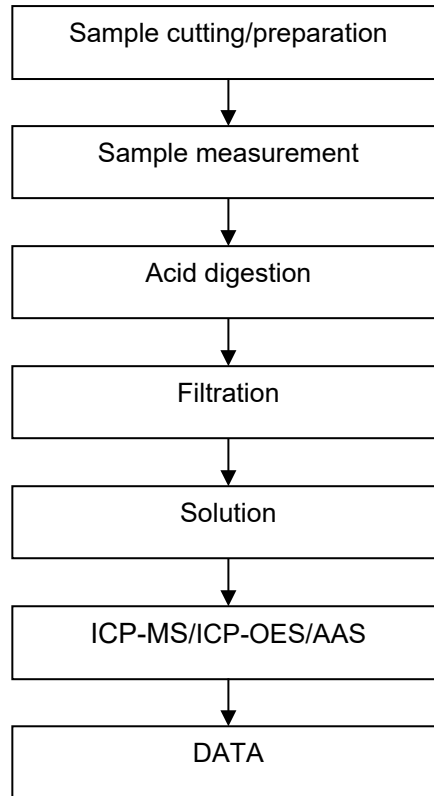 Sample cutting/preparation
Sample measurement
Acid digestion
Filtration
Solution
ICP-MS/ICP-OES/AAS
DATA